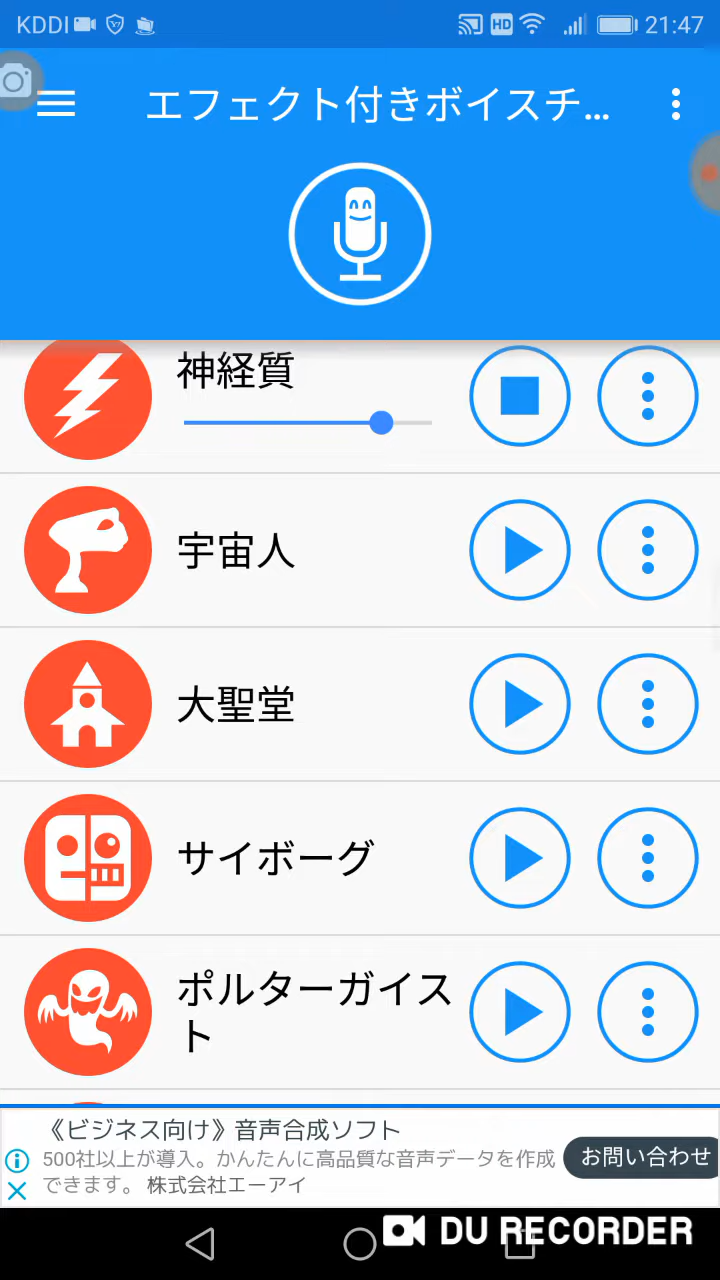 KDDI HD 21:47
エフェクト付きボイスチ...
神経質
宇宙人
大聖堂
サイボーグ
ポルターガイス
ト
《ビジネス向け》音声合成ソフト
500社以上が導入。かんたんに高品質な音声データを作成
できます。 株式会社エーアイ
お問い合わせ
DU RECORDER